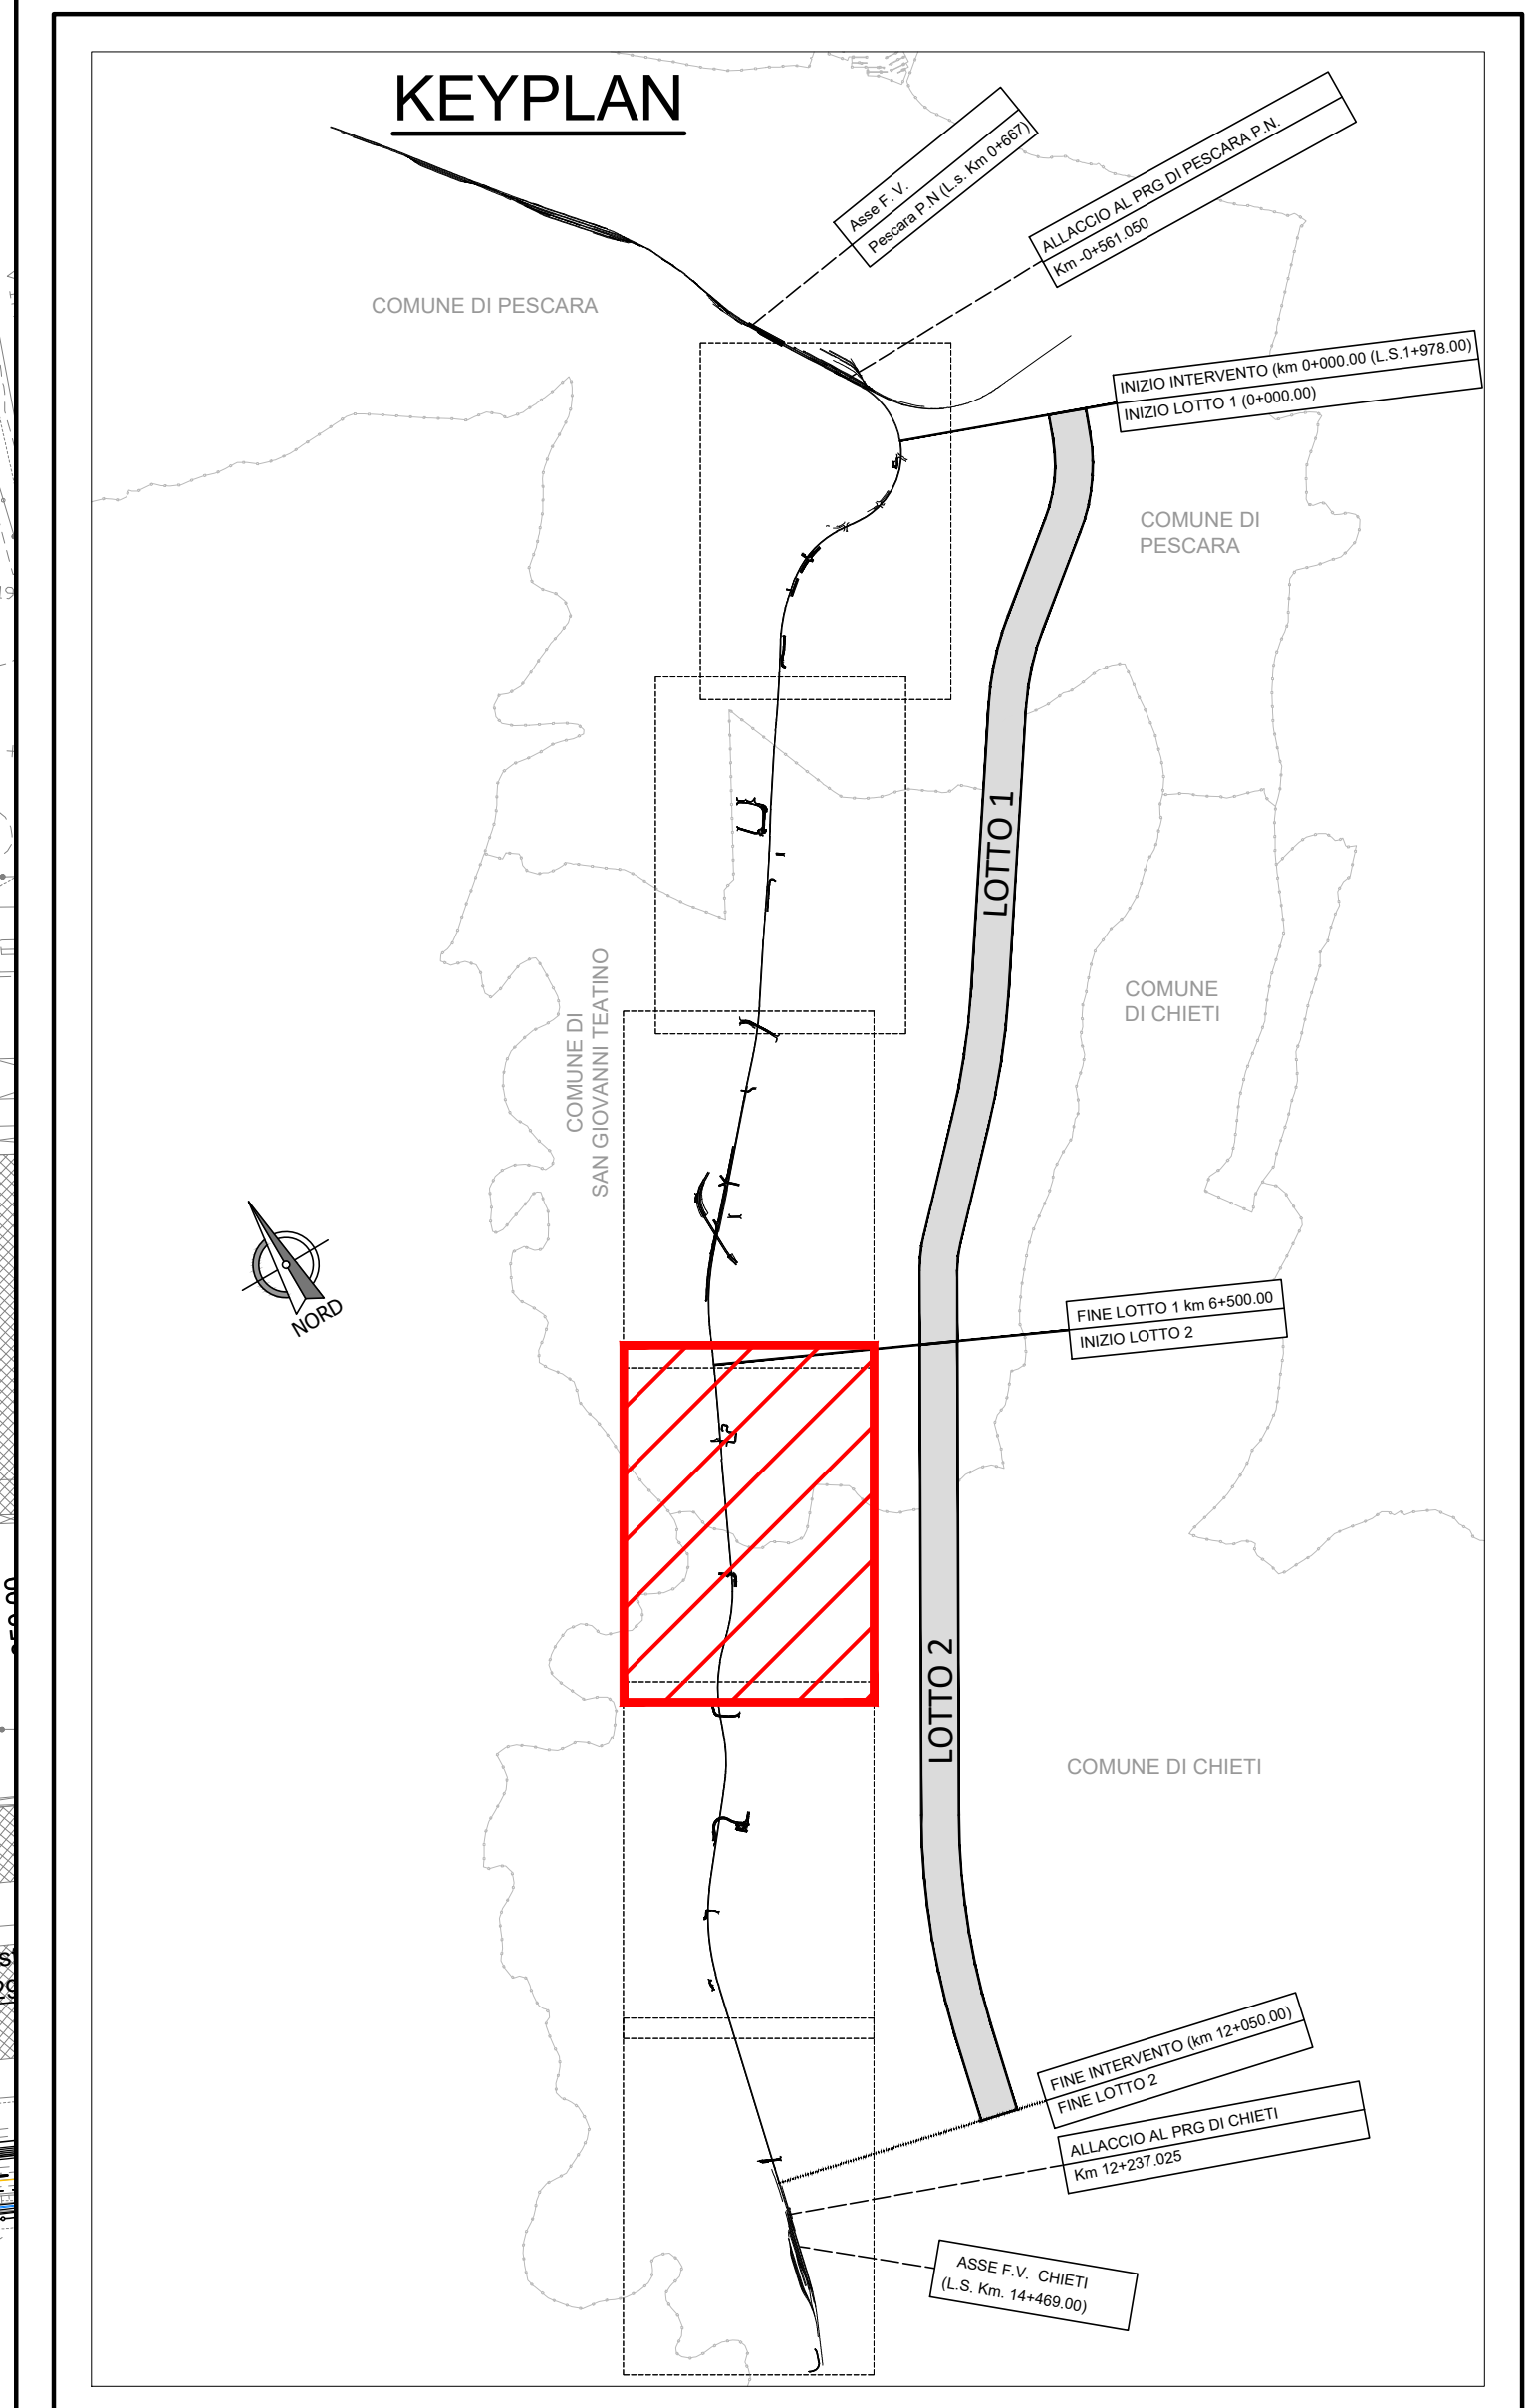 KEYPLAN
Asse F. V.
Pescara P.N (L.s. Km 0+667)
ALLACCIO AL PRG DI PESCARA P.N.
Km -0+561.050
COMUNE DI PESCARA
INIZIO INTERVENTO (km 0+000.00 (L.S.1+978.00)
INIZIO LOTTO 1 (0+000.00)
COMUNE DI
PESCARA
LOTTO 1
COMUNE DI
SAN GIOVANNI TEATINO
COMUNE
DI CHIETI
NORD
FINE LOTTO 1 km 6+500.00
INIZIO LOTTO 2
LOTTO 2
COMUNE DI CHIETI
FINE INTERVENTO (km 12+050.00)
FINE LOTTO 2
ALLACCIO AL PRG DI CHIETI
Km 12+237.025
ASSE F.V. CHIETI
(L.S. Km. 14+469.00)